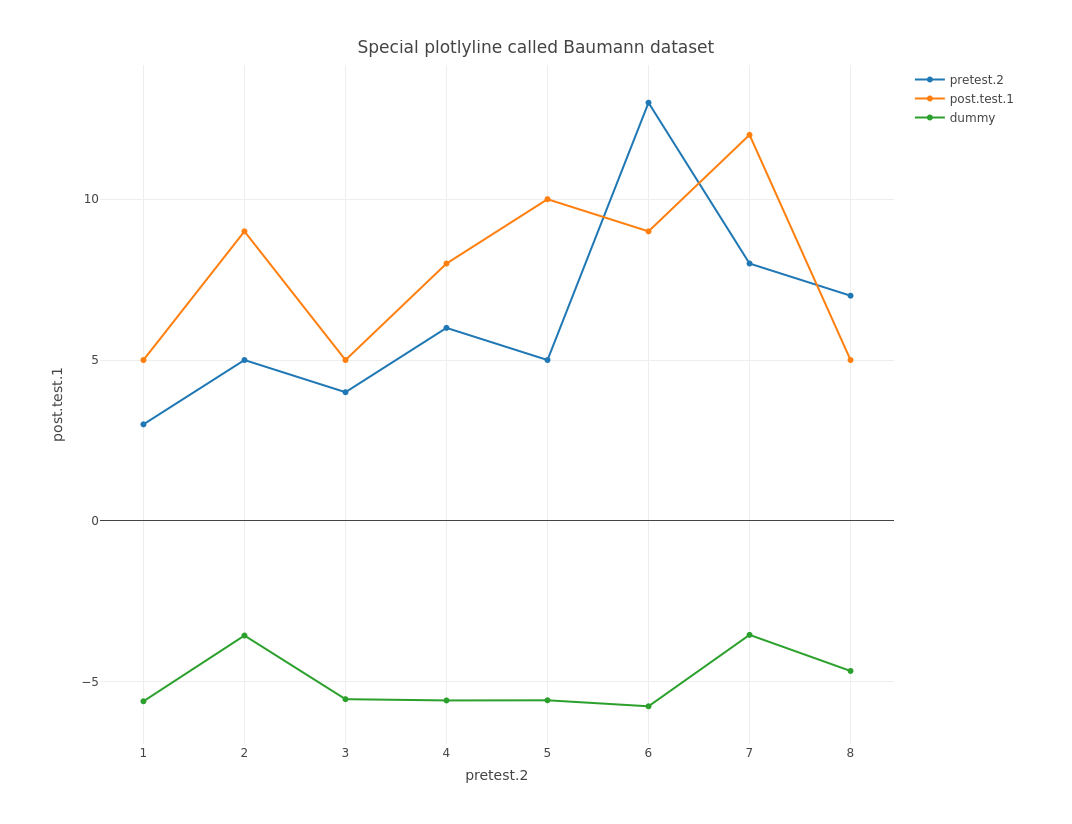 Special plotlyline called Baumann dataset
pretest.2
post.test.1
dummy
post.test.1
10
5
0
−5
1 2 3 4 5 6 7 8
pretest.2